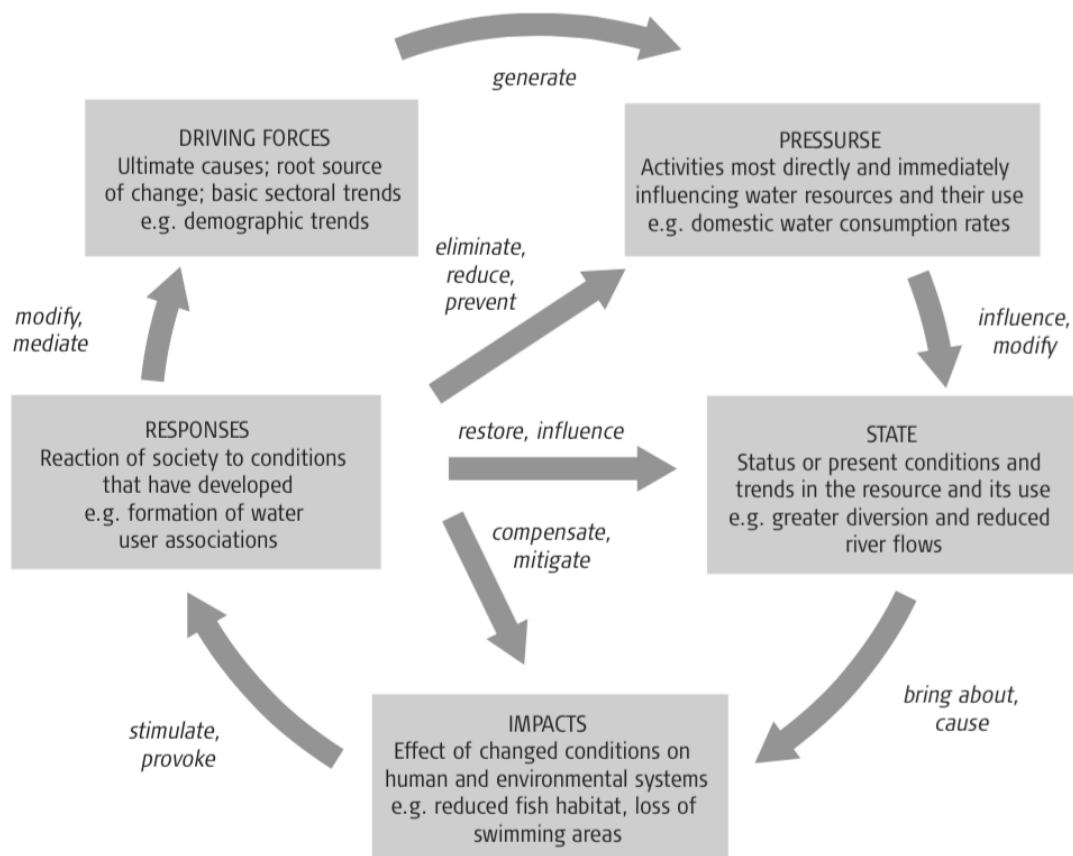 generate
DRIVING FORCES
Ultimate causes; root source
of change; basic sectoral trends
e.g. demographic trends
PRESSURSE
Activities most directly and immediately
influencing water resources and their use
e.g. domestic water consumption rates
eliminate,
reduce,
prevent
modify,
mediate
influence,
modify
RESPONSES
Reaction of society to conditions
that have developed
e.g. formation of water
user associations
restore, influence
STATE
Status or present conditions and
trends in the resource and its use
e.g. greater diversion and reduced
river flows
compensate,
mitigate
stimulate,
provoke
bring about,
cause
IMPACTS
Effect of changed conditions on
human and environmental systems
e.g. reduced fish habitat, loss of
swimming areas